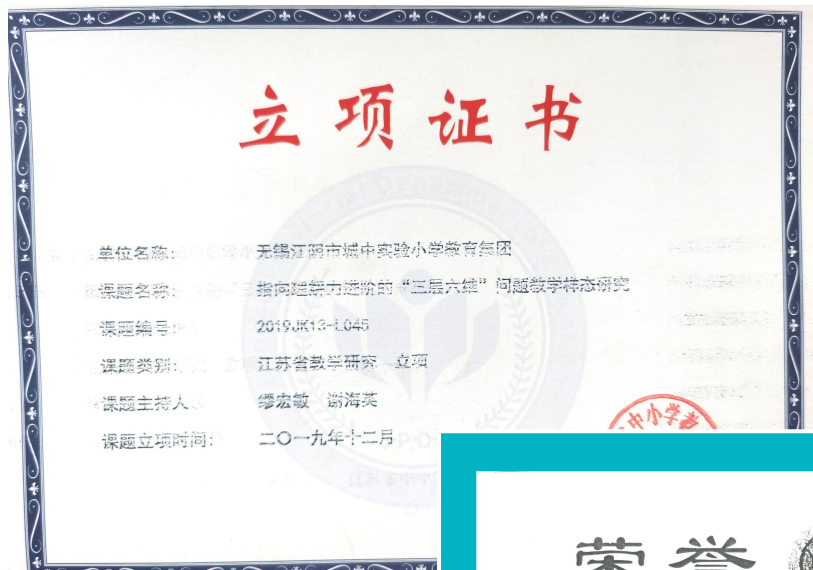 立项证书
单位名称: 无锡江阴市城中实验小学教育集团
课题名称: 指向理解力进阶的“三层六维”问题教学样态研究
课题编号: 2019JK13-L045
课题类别: 江苏省教学研究 立项
课题主持人: 缪宏敏 谢海英
课题立项时间: 二〇一九年十二月
中小学教
荣誉